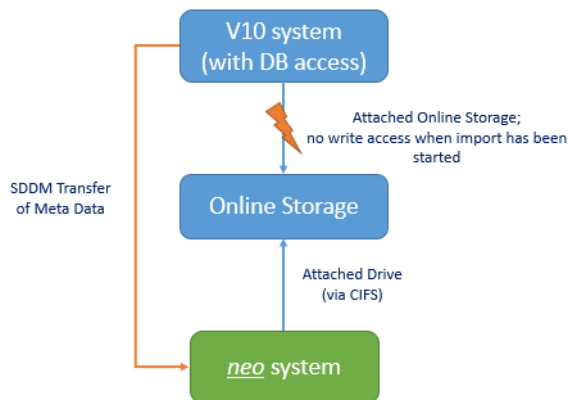 V10 system
(with DB access)
Attached Online Storage;
no write access when import has been
started
SDDM Transfer
of Meta Data
Online Storage
Attached Drive
(via CIFS)
neo system